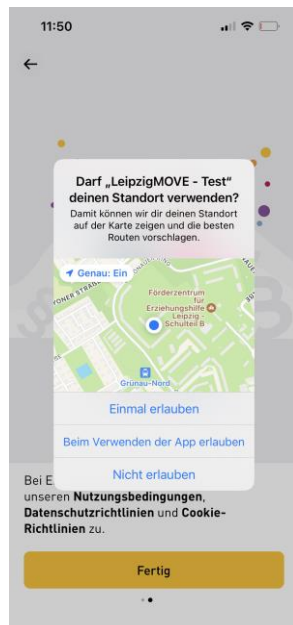 11:50
Darf „LeipzigMOVE - Test“
deinen Standort verwenden?
Damit können wir dir deinen Standort
auf der Karte zeigen und die besten
Routen vorschlagen.
Genau: Ein
Förderzentrum
für
Erziehungshilfe
Leipzig -
Schulteil B
Grünau-Nord
Einmal erlauben
Beim Verwenden der App erlauben
Nicht erlauben
Bei E
unseren Nutzungsbedingungen,
Datenschutzrichtlinien und Cookie-
Richtlinien zu.
Fertig